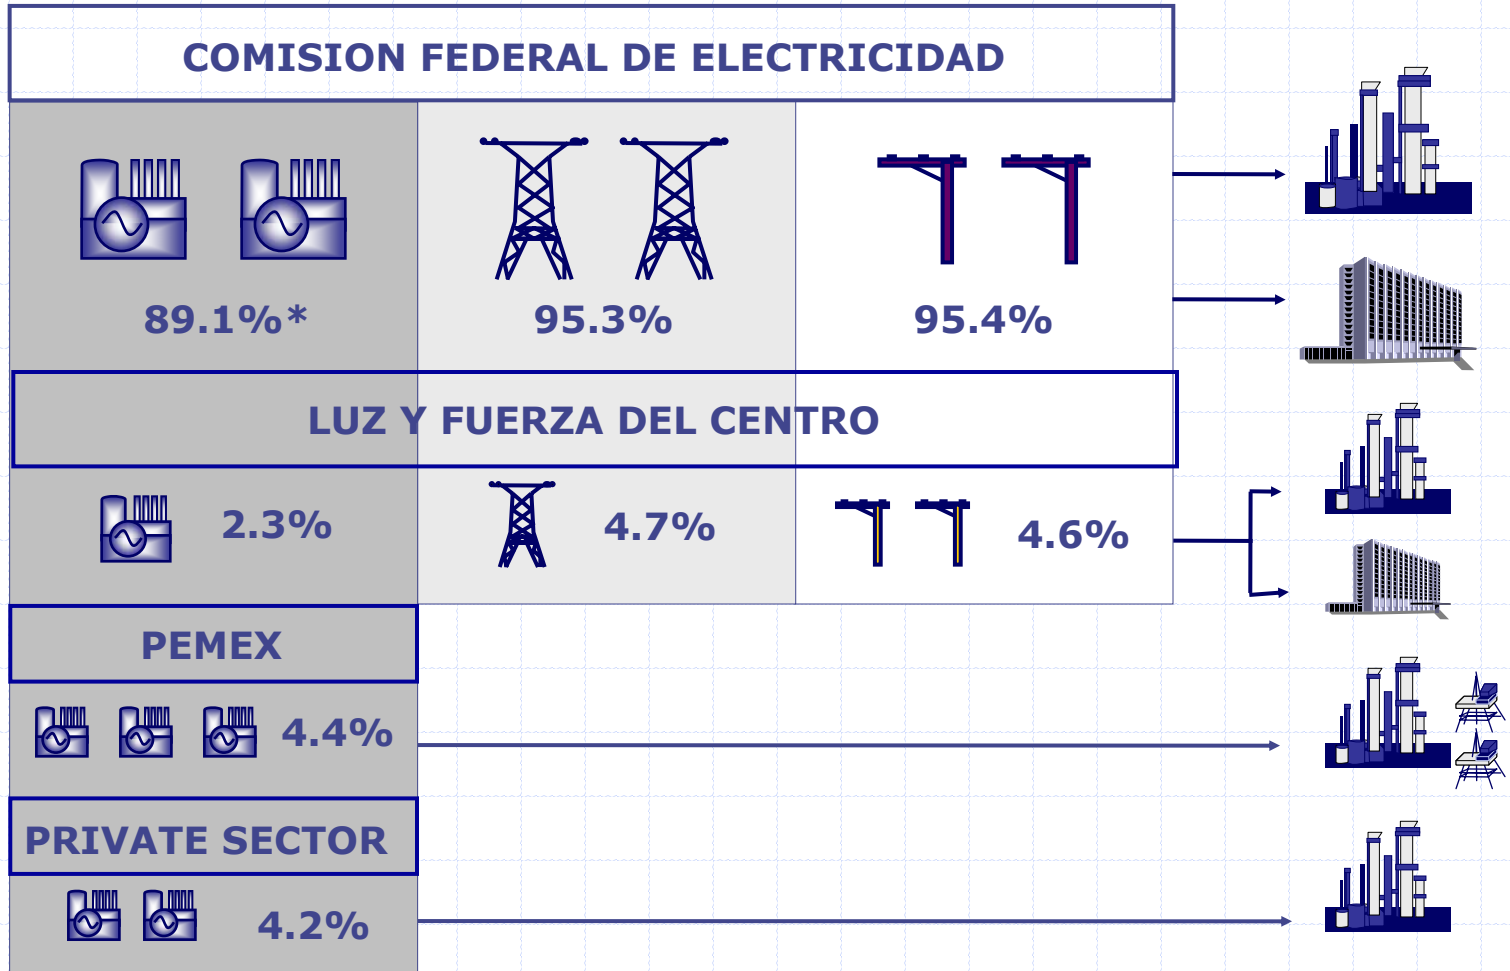 COMISION FEDERAL DE ELECTRICIDAD
89.1%* 95.3% 95.4%
LUZ Y FUERZA DEL CENTRO
2.3% 4.7% 4.6%
PEMEX
4.4%
PRIVATE SECTOR
4.2%